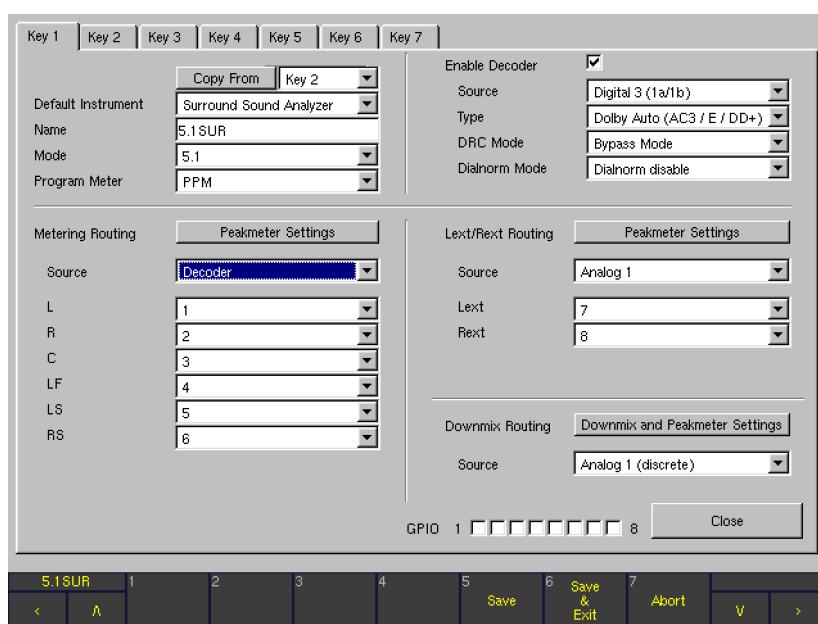 Key 1 Key 2 Key 3 Key 4 Key 5 Key 6 Key 7
Copy From Key 2
Default Instrument Surround Sound Analyzer
Name 5.1SUR
Mode 5.1
Program Meter PPM
Enable Decoder
Source Digital 3 (1a/1b)
Type Dolby Auto (AC3 / E / DD+)
DRC Mode Bypass Mode
Dialnorm Mode Dialnorm disable
Metering Routing Peakmeter Settings
Source Decoder
L 1
R 2
C 3
LF 4
LS 5
RS 6
Lext/Rext Routing Peakmeter Settings
Source Analog 1
Lext 7
Rext 8
Downmix Routing Downmix and Peakmeter Settings
Source Analog 1 (discrete)
GPIO 1 8 Close
5.1SUR 1 2 3 4 5 6 7
Save
Save
&
Exit
Abort
< Λ V >